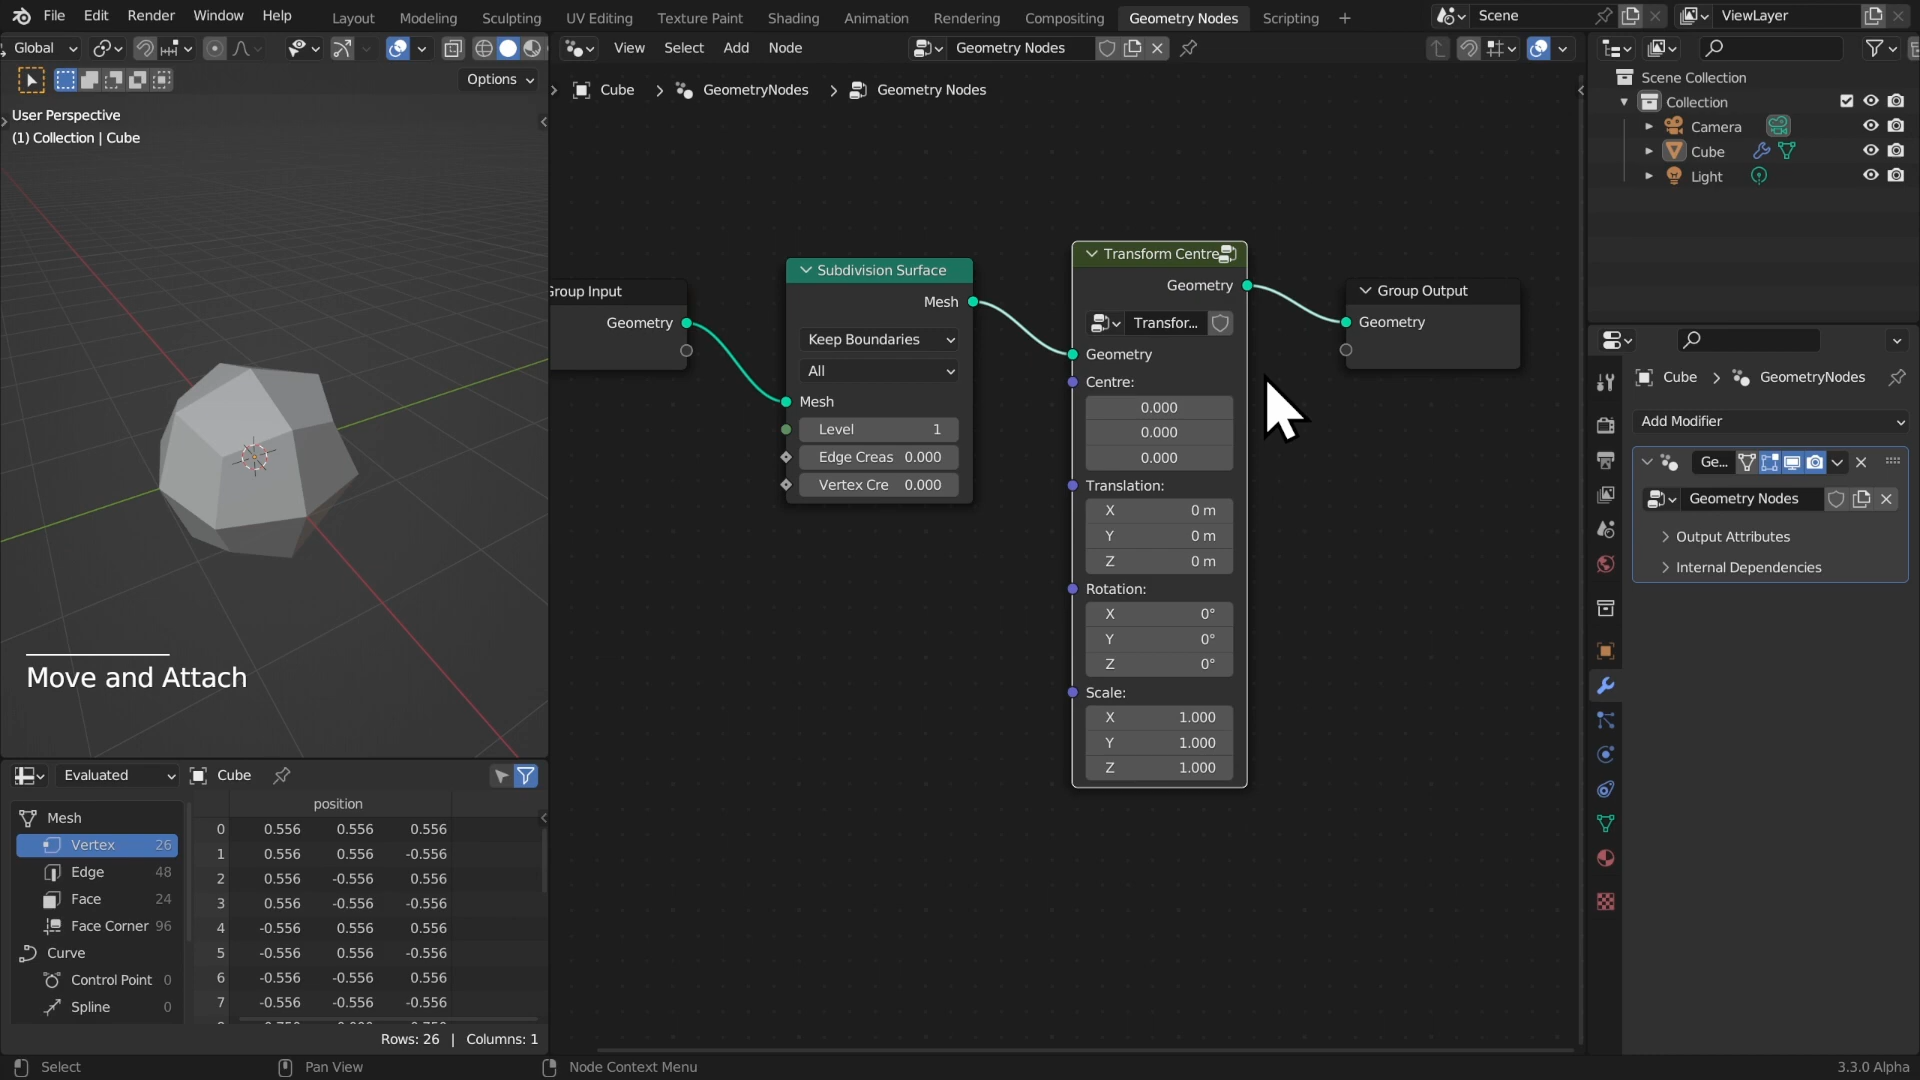 File Edit Render Window Help Layout Modeling Sculpting UV Editing Texture Paint Shading Animation Rendering Compositing Geometry Nodes Scripting + Scene ViewLayer
Global View Select Add Node Geometry Nodes
Options
Cube > GeometryNodes > Geometry Nodes
User Perspective
(1) Collection | Cube
Move and Attach
Group Input
Geometry
Subdivision Surface
Mesh
Keep Boundaries
All
Mesh
Level 1
Edge Creas 0.000
Vertex Cre 0.000
Transform Centre
Geometry
Transfor...
Geometry
Centre:
0.000
0.000
0.000
Translation:
X 0 m
Y 0 m
Z 0 m
Rotation:
X 0°
Y 0°
Z 0°
Scale:
X 1.000
Y 1.000
Z 1.000
Group Output
Geometry
Scene Collection
Collection
Camera
Cube
Light
Cube > GeometryNodes
Add Modifier
Ge...
Geometry Nodes
Output Attributes
Internal Dependencies
Evaluated Cube
Mesh
Vertex 26
Edge 48
Face 24
Face Corner 96
Curve
Control Point 0
Spline 0
position
0 0.556 0.556 0.556
1 0.556 0.556 -0.556
2 0.556 -0.556 0.556
3 0.556 -0.556 -0.556
4 -0.556 0.556 0.556
5 -0.556 0.556 -0.556
6 -0.556 -0.556 0.556
7 -0.556 -0.556 -0.556
Rows: 26 | Columns: 1
Select Pan View Node Context Menu 3.3.0 Alpha